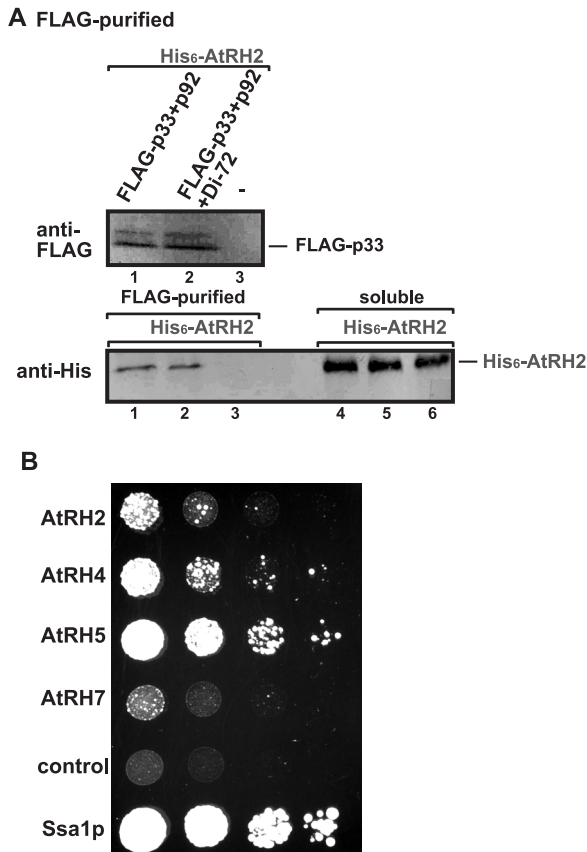 A FLAG-purified
His6-AtRH2
FLAG-p33+p92
FLAG-p33+p92
+Di-72
-
anti-
FLAG
FLAG-p33
1 2 3
FLAG-purified soluble
His6-AtRH2 His6-AtRH2
anti-His
His6-AtRH2
1 2 3 4 5 6
B
AtRH2
AtRH4
AtRH5
AtRH7
control
Ssa1p